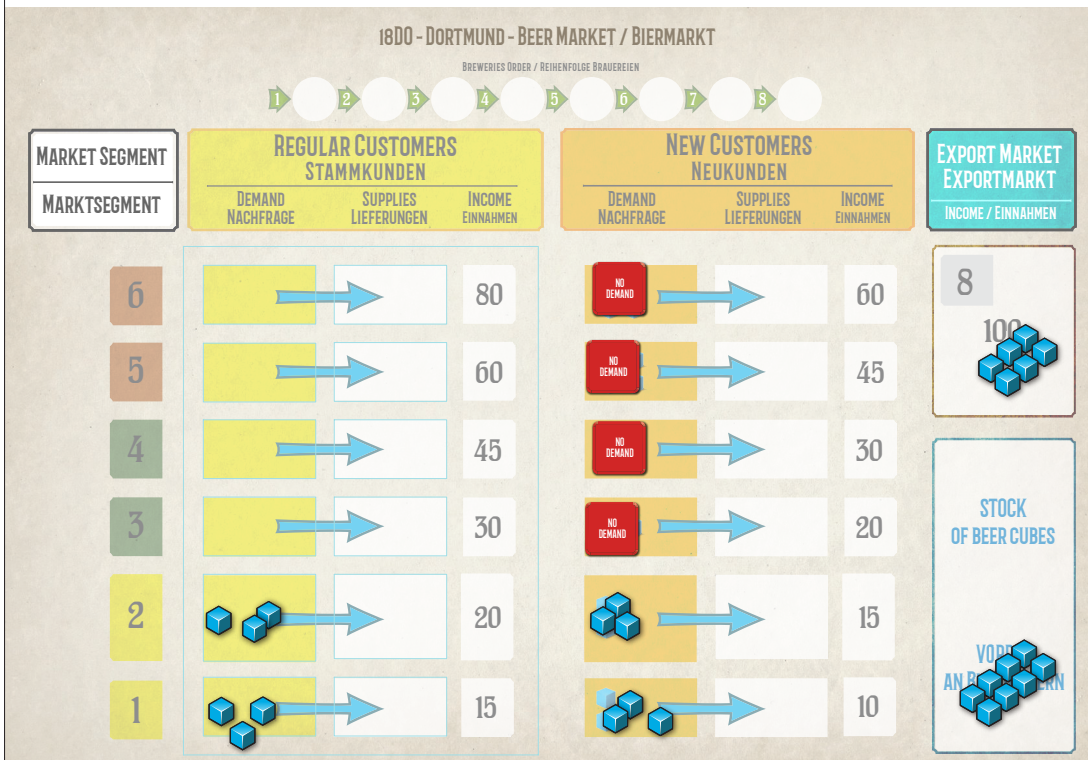 18DO - DORTMUND - BEER MARKET / BIERMARKT
BREWERIES ORDER / REIHENFOLGE BRAUEREIEN
1 2 3 4 5 6 7 8
MARKET SEGMENT
MARKTSEGMENT
REGULAR CUSTOMERS
STAMMKUNDEN
DEMAND
NACHFRAGE
SUPPLIES
LIEFERUNGEN
INCOME
EINNAHMEN
NEW CUSTOMERS
NEUKUNDEN
DEMAND
NACHFRAGE
SUPPLIES
LIEFERUNGEN
INCOME
EINNAHMEN
EXPORT MARKET
EXPORTMARKT
INCOME / EINNAHMEN
6 80 NO
DEMAND 60
5 60 NO
DEMAND 45
4 45 NO
DEMAND 30
3 30 NO
DEMAND 20
2 20 15
1 15 10
8
100
STOCK
OF BEER CUBES
AN